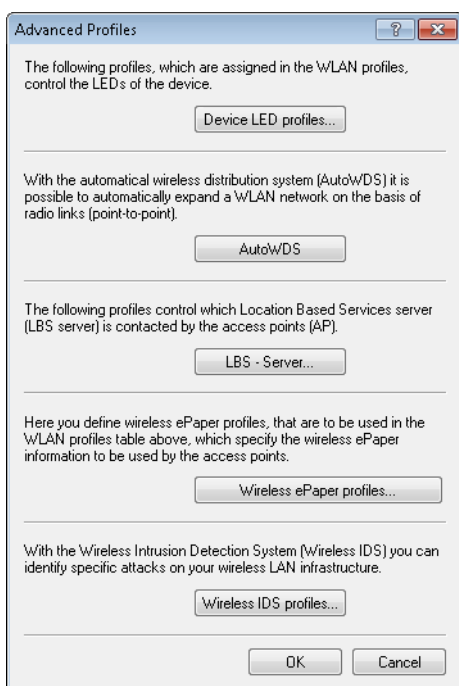 Advanced Profiles
The following profiles, which are assigned in the WLAN profiles,
control the LEDs of the device.
Device LED profiles...
With the automatical wireless distribution system (AutoWDS) it is
possible to automatically expand a WLAN network on the basis of
radio links (point-to-point).
AutoWDS
The following profiles control which Location Based Services server
(LBS server) is contacted by the access points (AP).
LBS - Server...
Here you define wireless ePaper profiles, that are to be used in the
WLAN profiles table above, which specify the wireless ePaper
information to be used by the access points.
Wireless ePaper profiles...
With the Wireless Intrusion Detection System (Wireless IDS) you can
identify specific attacks on your wireless LAN infrastructure.
Wireless IDS profiles...
OK Cancel